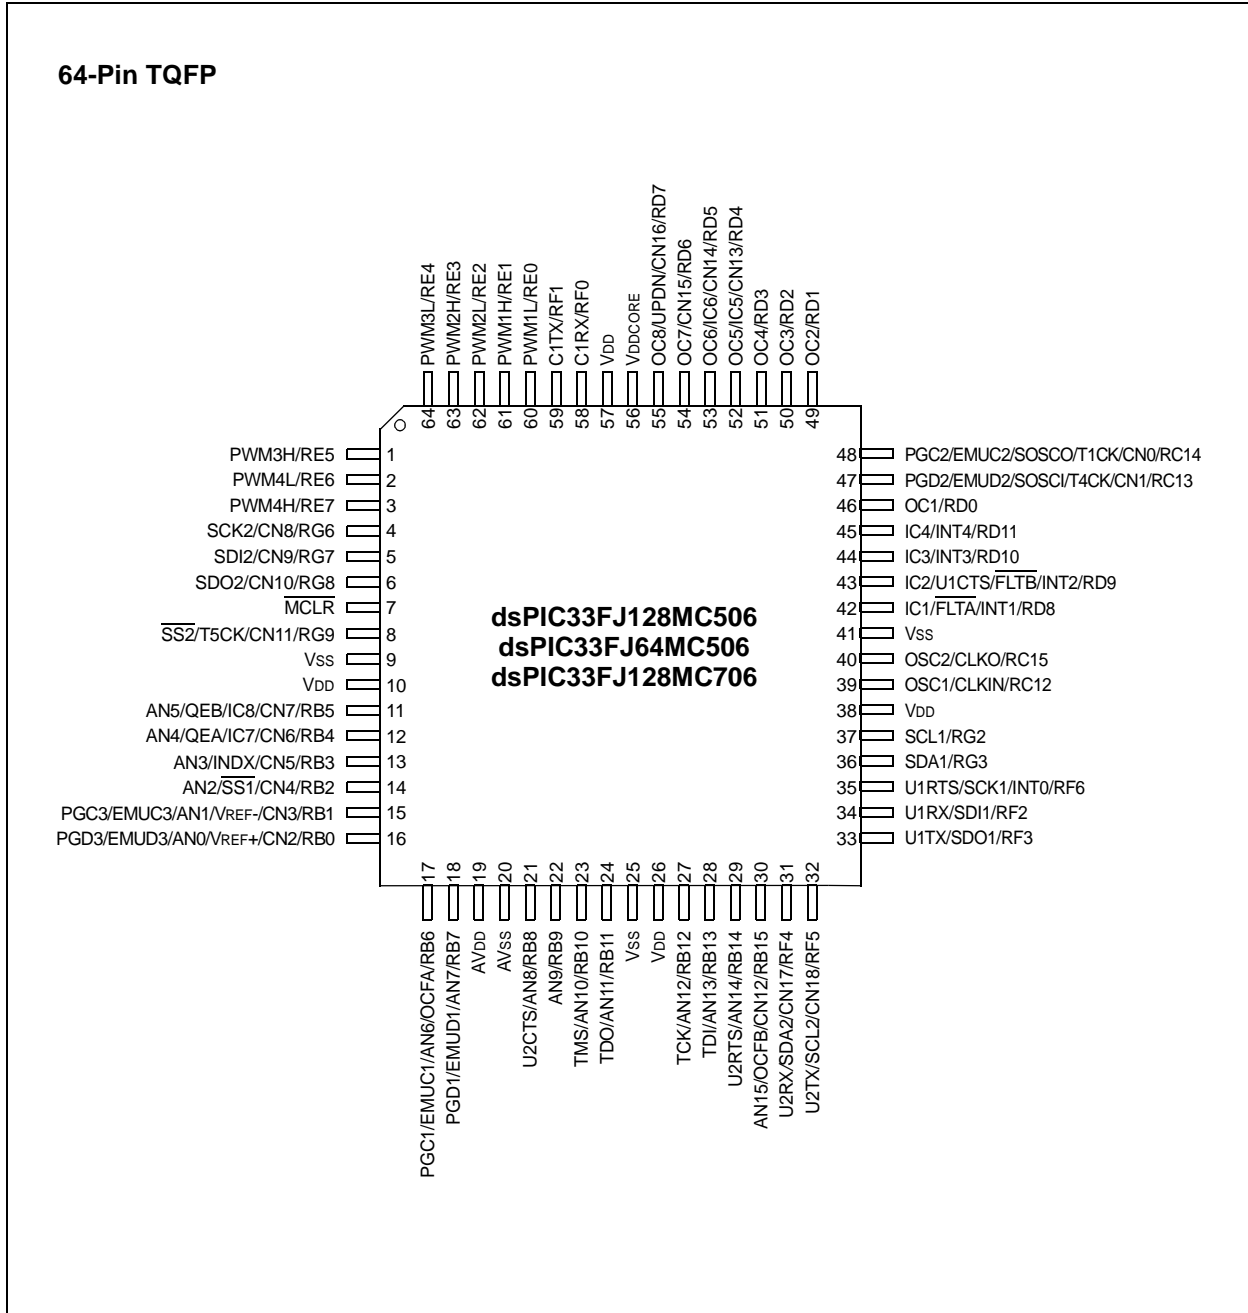 64-Pin TQFP
PWM3L/RE4
PWM2H/RE3
PWM2L/RE2
PWM1H/RE1
PWM1L/RE0
C1TX/RF1
C1RX/RF0
VDD
VDDCORE
OC8/UPDN/CN16/RD7
OC7/CN15/RD6
OC6/IC6/CN14/RD5
OC5/IC5/CN13/RD4
OC4/RD3
OC3/RD2
OC2/RD1
64
63
62
61
60
59
58
57
56
55
54
53
52
51
50
49
PWM3H/RE5 1
PWM4L/RE6 2
PWM4H/RE7 3
SCK2/CN8/RG6 4
SDI2/CN9/RG7 5
SDO2/CN10/RG8 6
MCLR 7
SS2/T5CK/CN11/RG9 8
VSS 9
VDD 10
AN5/QEB/IC8/CN7/RB5 11
AN4/QEA/IC7/CN6/RB4 12
AN3/INDX/CN5/RB3 13
AN2/SS1/CN4/RB2 14
PGC3/EMUC3/AN1/VREF-/CN3/RB1 15
PGD3/EMUD3/AN0/VREF+/CN2/RB0 16
dsPIC33FJ128MC506
dsPIC33FJ64MC506
dsPIC33FJ128MC706
48 PGC2/EMUC2/SOSCO/T1CK/CN0/RC14
47 PGD2/EMUD2/SOSCI/T4CK/CN1/RC13
46 OC1/RD0
45 IC4/INT4/RD11
44 IC3/INT3/RD10
43 IC2/U1CTS/FLTB/INT2/RD9
42 IC1/FLTA/INT1/RD8
41 VSS
40 OSC2/CLKO/RC15
39 OSC1/CLKIN/RC12
38 VDD
37 SCL1/RG2
36 SDA1/RG3
35 U1RTS/SCK1/INT0/RF6
34 U1RX/SDI1/RF2
33 U1TX/SDO1/RF3
17
18
19
20
21
22
23
24
25
26
27
28
29
30
31
32
PGC1/EMUC1/AN6/OCFA/RB6
PGD1/EMUD1/AN7/RB7
AVDD
AVSS
U2CTS/AN8/RB8
AN9/RB9
TMS/AN10/RB10
TDO/AN11/RB11
VSS
VDD
TCK/AN12/RB12
TDI/AN13/RB13
U2RTS/AN14/RB14
AN15/OCFB/CN12/RB15
U2RX/SDA2/CN17/RF4
U2TX/SCL2/CN18/RF5